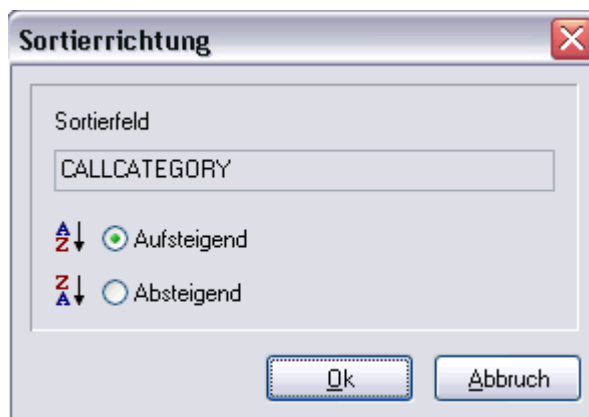 Sortierrichtung
Sortierfeld
CALLCATEGORY
A Z Aufsteigend
Z A Absteigend
Ok Abbruch